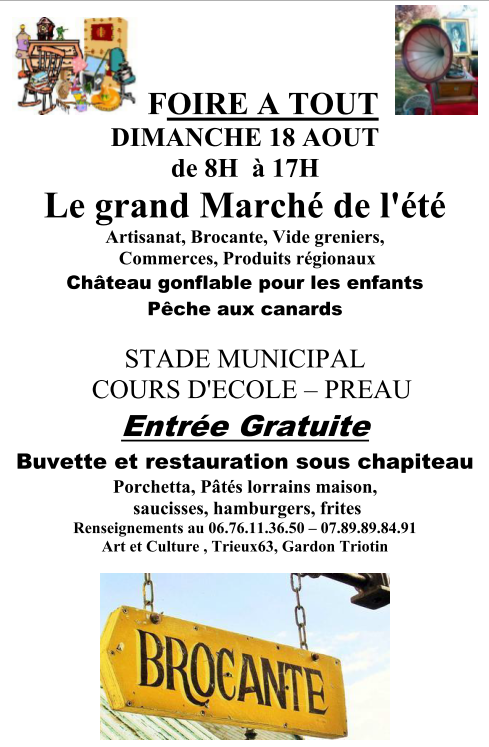 FOIRE A TOUT
DIMANCHE 18 AOUT
de 8H à 17H
Le grand Marché de l'été
Artisanat, Brocante, Vide greniers,
Commerces, Produits régionaux
Château gonflable pour les enfants
Pêche aux canards
STADE MUNICIPAL
COURS D'ECOLE – PREAU
Entrée Gratuite
Buvette et restauration sous chapiteau
Porchetta, Pâtés lorrains maison,
saucisses, hamburgers, frites
Renseignements au 06.76.11.36.50 – 07.89.89.84.91
Art et Culture , Trieux63, Gardon Triotin
BROCANTE